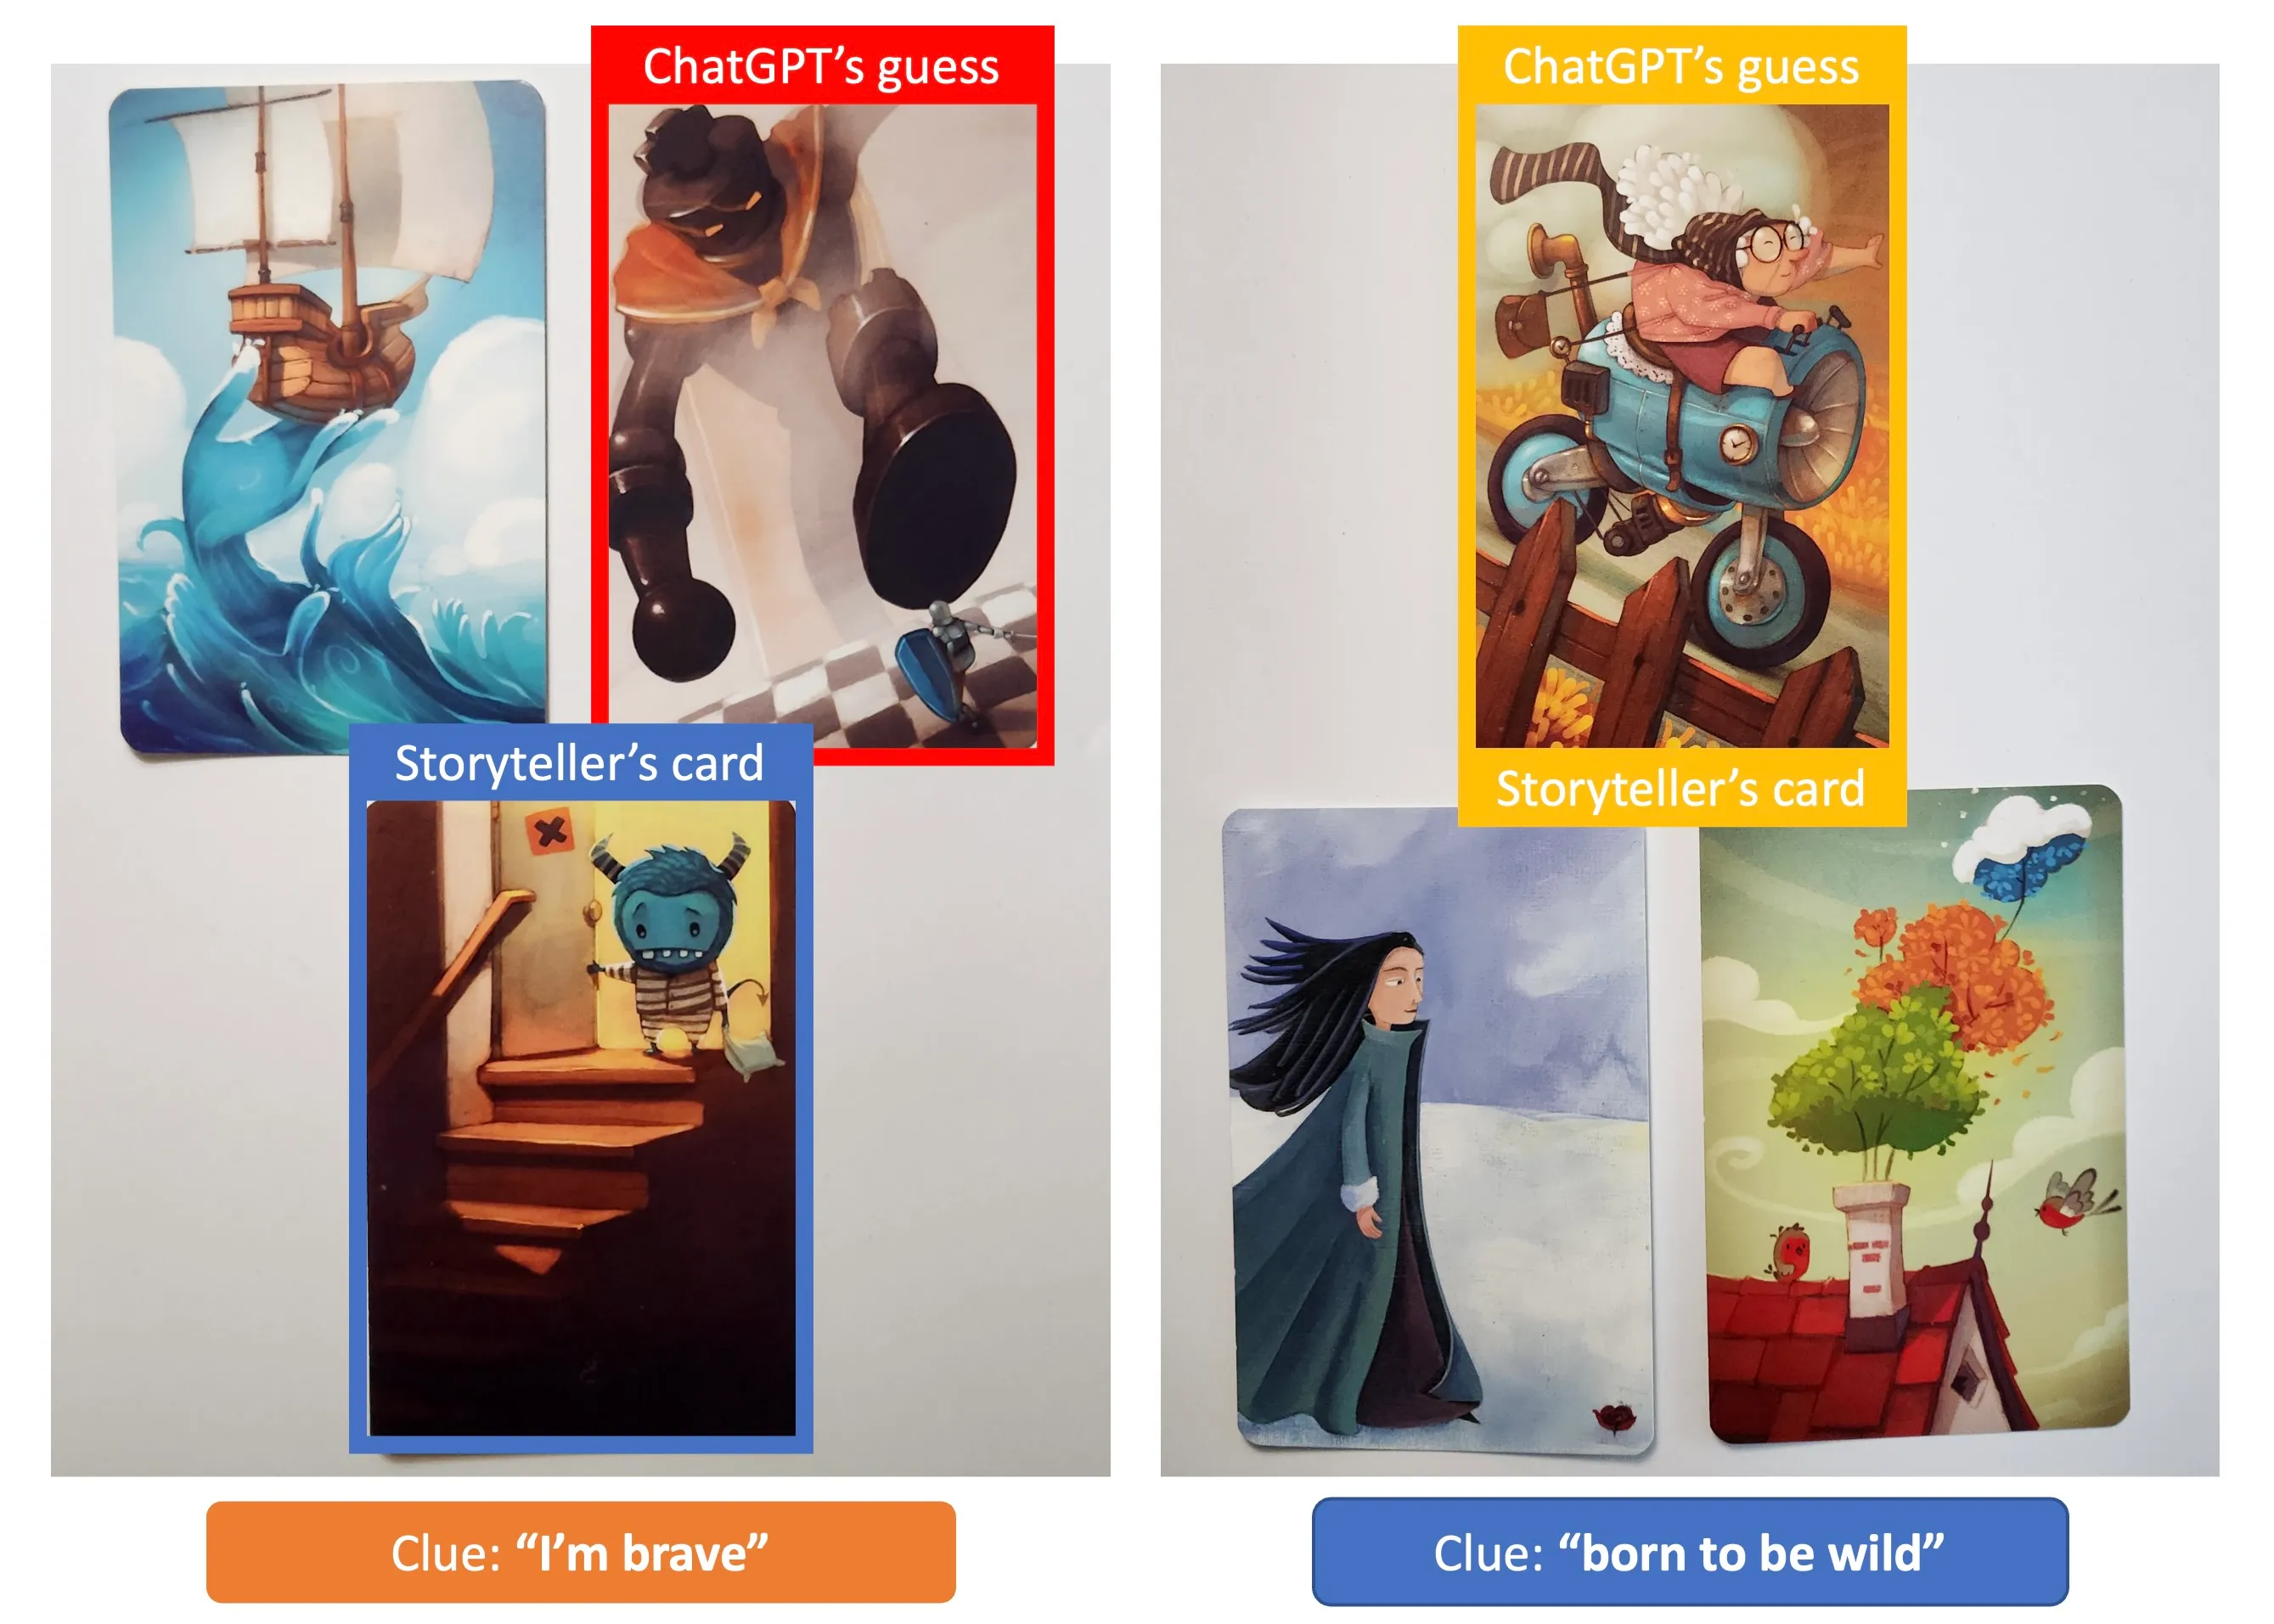 ChatGPT’s guess
Storyteller’s card
Clue: “I’m brave”
ChatGPT’s guess
Storyteller’s card
Clue: “born to be wild”